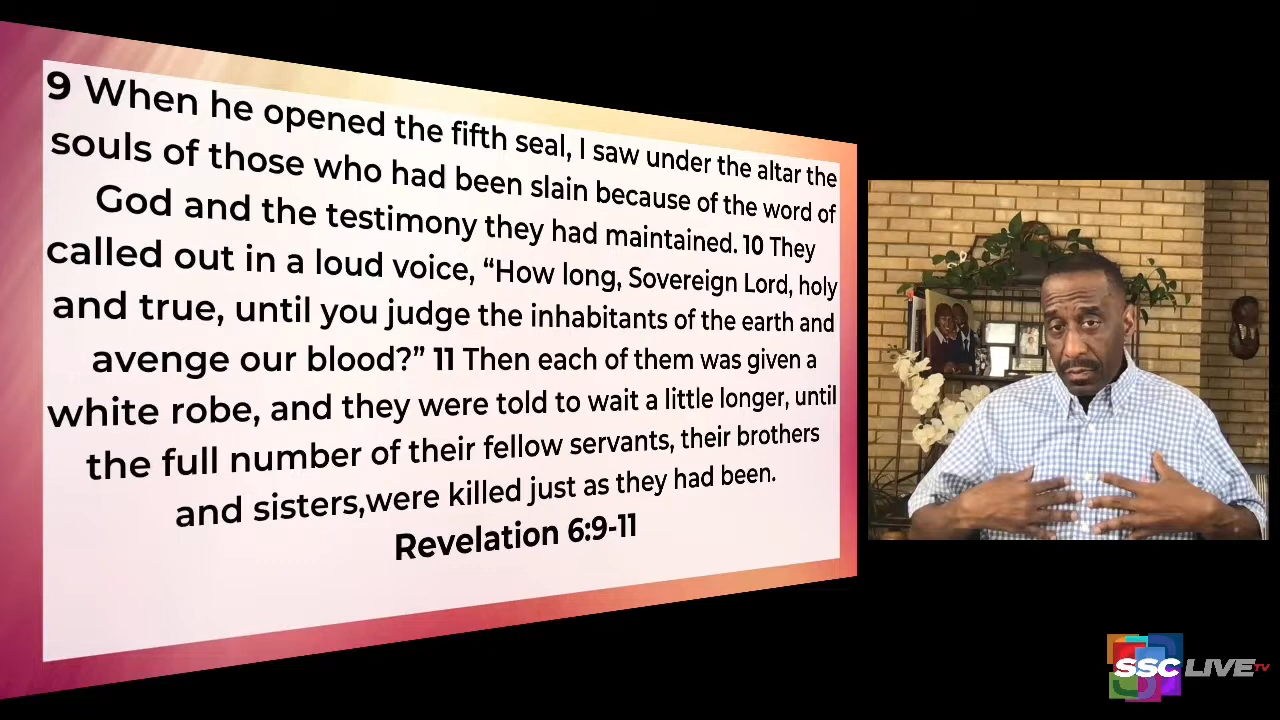 9 When he opened the fifth seal, I saw under the altar the
souls of those who had been slain because of the word of
God and the testimony they had maintained. 10 They
called out in a loud voice, “How long, Sovereign Lord, holy
and true, until you judge the inhabitants of the earth and
avenge our blood?” 11 Then each of them was given a
white robe, and they were told to wait a little longer, until
the full number of their fellow servants, their brothers
and sisters,were killed just as they had been.
Revelation 6:9-11
SSC LIVE TV